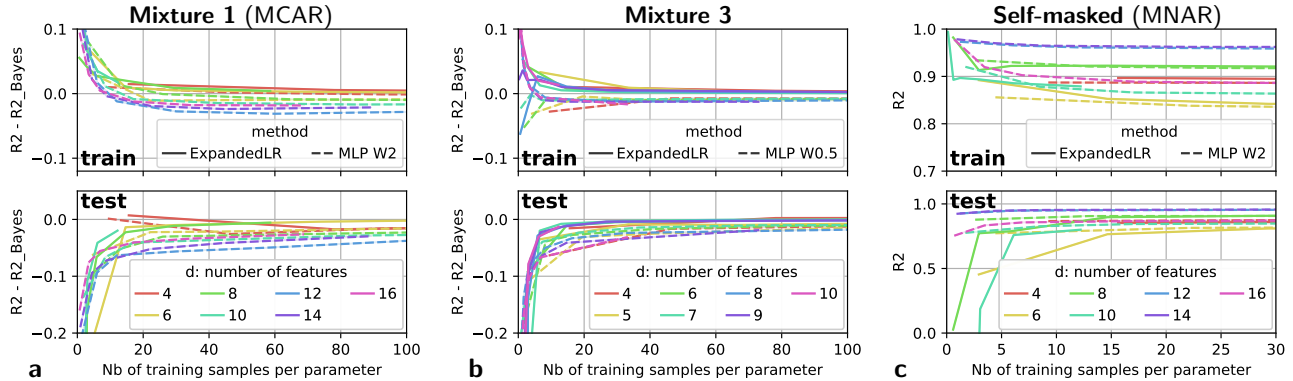 Mixture 1 (MCAR)
0.1
0.0
−0.1
R2 - R2_Bayes
method
ExpandedLR
MLP W2
train
test
0.0
−0.1
−0.2
R2 - R2_Bayes
d: number of features
4 8 12 16
6 10 14
0 20 40 60 80 100
Nb of training samples per parameter
a
Mixture 3
0.1
0.0
−0.1
R2 - R2_Bayes
method
ExpandedLR
MLP W0.5
train
test
0.0
−0.1
−0.2
R2 - R2_Bayes
d: number of features
4 6 8 10
5 7 9
0 20 40 60 80 100
Nb of training samples per parameter
b
Self-masked (MNAR)
1.0
0.9
0.8
0.7
R2
method
ExpandedLR
MLP W2
train
test
1.0
0.5
0.0
R2
d: number of features
4 8 12 16
6 10 14
0 5 10 15 20 25 30
Nb of training samples per parameter
c